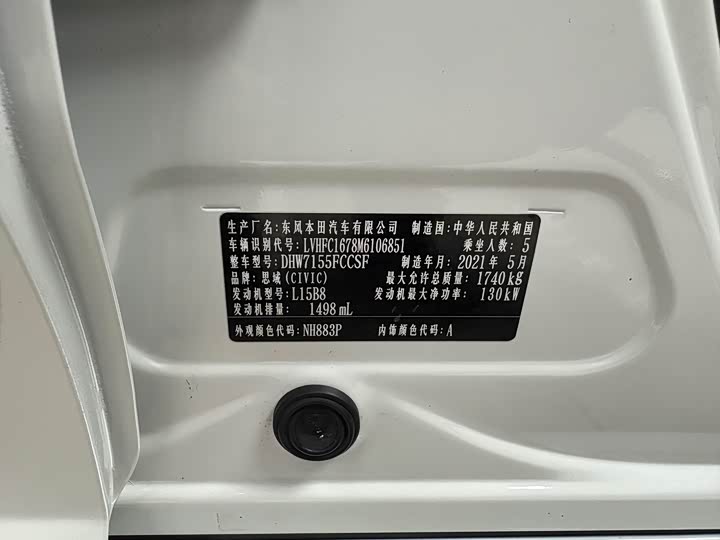 生产厂名:东风本田汽车有限公司 制造国:中华人民共和国
车辆识别代号:LVHFC1678M6106851 乘坐人数:5
整车型号:DHW7155FCCSF 制造年月:2021年5月
品牌:思域(CIVIC) 最大允许总质量:1740kg
发动机型号:L15B8 发动机最大净功率:130kW
发动机排量: 1498mL
外观颜色代码:NH883P 内饰颜色代码:A